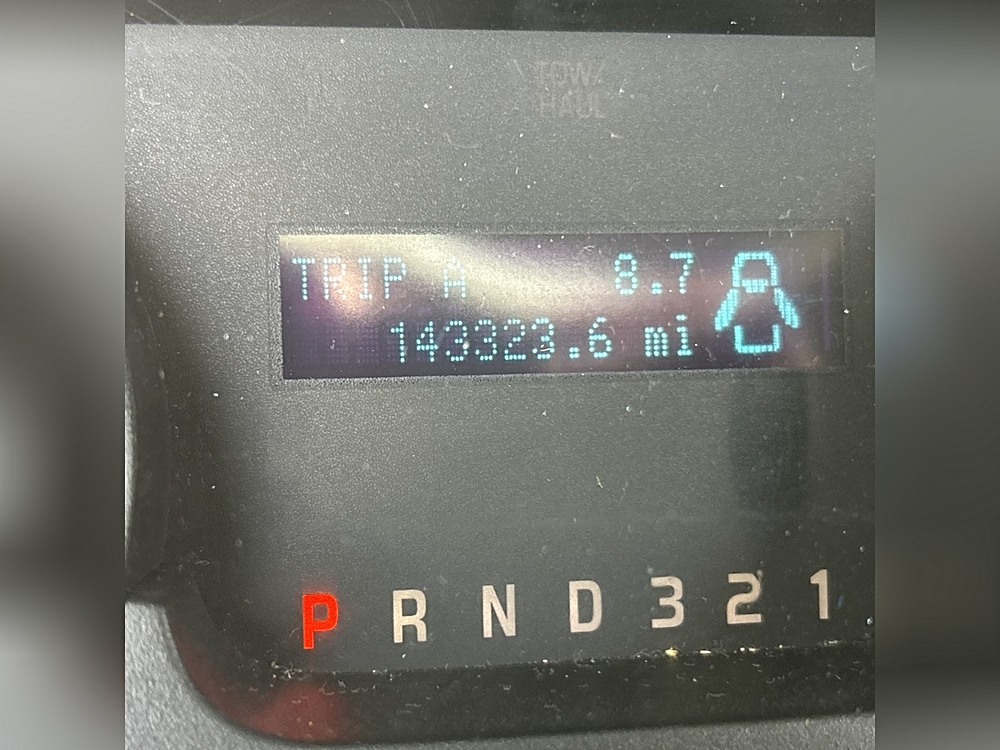 TOW/
HAUL
TRIP A 8.7
143323.6 mi
P R N D 3 2 1